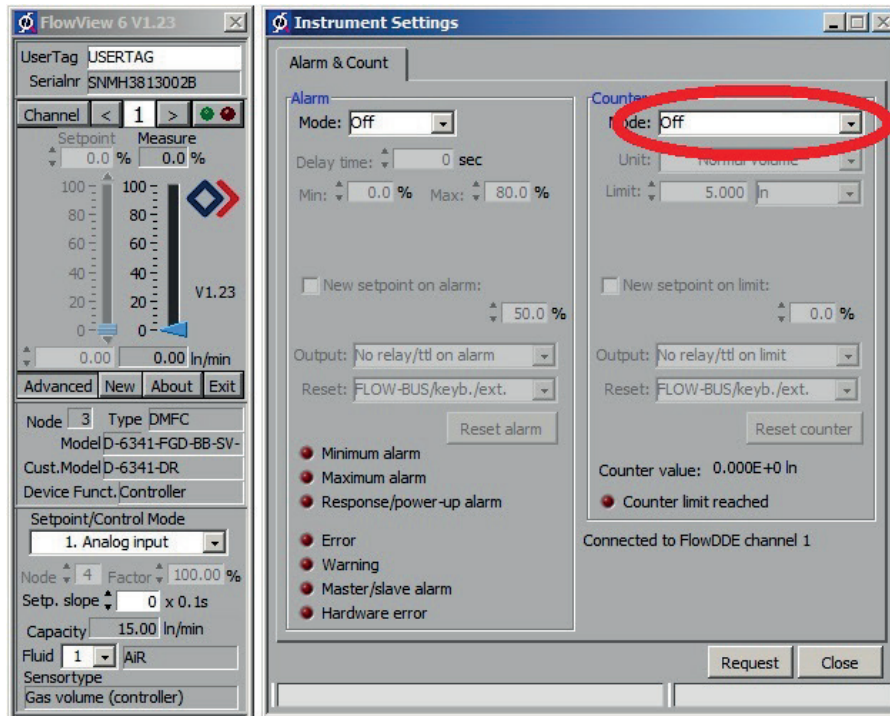 FlowView 6 V1.23
UserTag USERTAG
Serialnr SNMH3813002B
Channel < 1 >
Setpoint Measure
0.0 % 0.0 %
100 100
80 80
60 60
40 40
20 20
0 0
V1.23
0.00 0.00 ln/min
Advanced New About Exit
Node 3 Type DMFC
Model D-6341-FGD-BB-SV-
Cust.Model D-6341-DR
Device Funct. Controller
Setpoint/Control Mode
1. Analog input
Node 4 Factor 100.00 %
Setp. slope 0 x 0.1s
Capacity 15.00 ln/min
Fluid 1 AiR
Sensortype
Gas volume (controller)
Instrument Settings
Alarm & Count
Alarm
Mode: Off
Delay time: 0 sec
Min: 0.0 % Max: 80.0 %
New setpoint on alarm:
50.0 %
Output: No relay/ttl on alarm
Reset: FLOW-BUS/keyb./ext.
Reset alarm
Minimum alarm
Maximum alarm
Response/power-up alarm
Error
Warning
Master/slave alarm
Hardware error
Counter
Mode: Off
Unit: Normal volume
Limit: 5.000 ln
New setpoint on limit:
0.0 %
Output: No relay/ttl on limit
Reset: FLOW-BUS/keyb./ext.
Reset counter
Counter value: 0.000E+0 ln
Counter limit reached
Connected to FlowDDE channel 1
Request Close